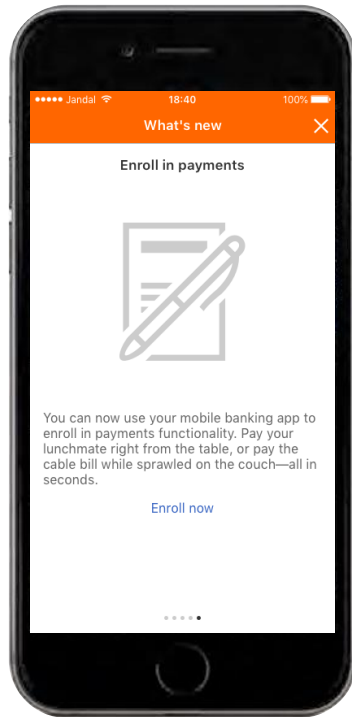 Jandal 18:40 100%
What's new
Enroll in payments
You can now use your mobile banking app to
enroll in payments functionality. Pay your
lunchmate right from the table, or pay the
cable bill while sprawled on the couch—all in
seconds.
Enroll now